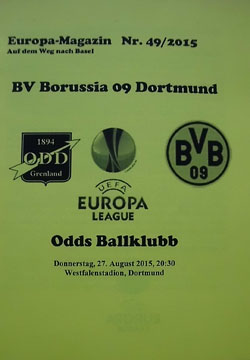 Europa-Magazin Nr. 49/2015
Auf dem Weg nach Basel
BV Borussia 09 Dortmund
1894
ODD
Grenland
BVB
09
UEFA
EUROPA
LEAGUE
Odds Ballklubb
Donnerstag, 27. August 2015, 20:30
Westfalenstadion, Dortmund